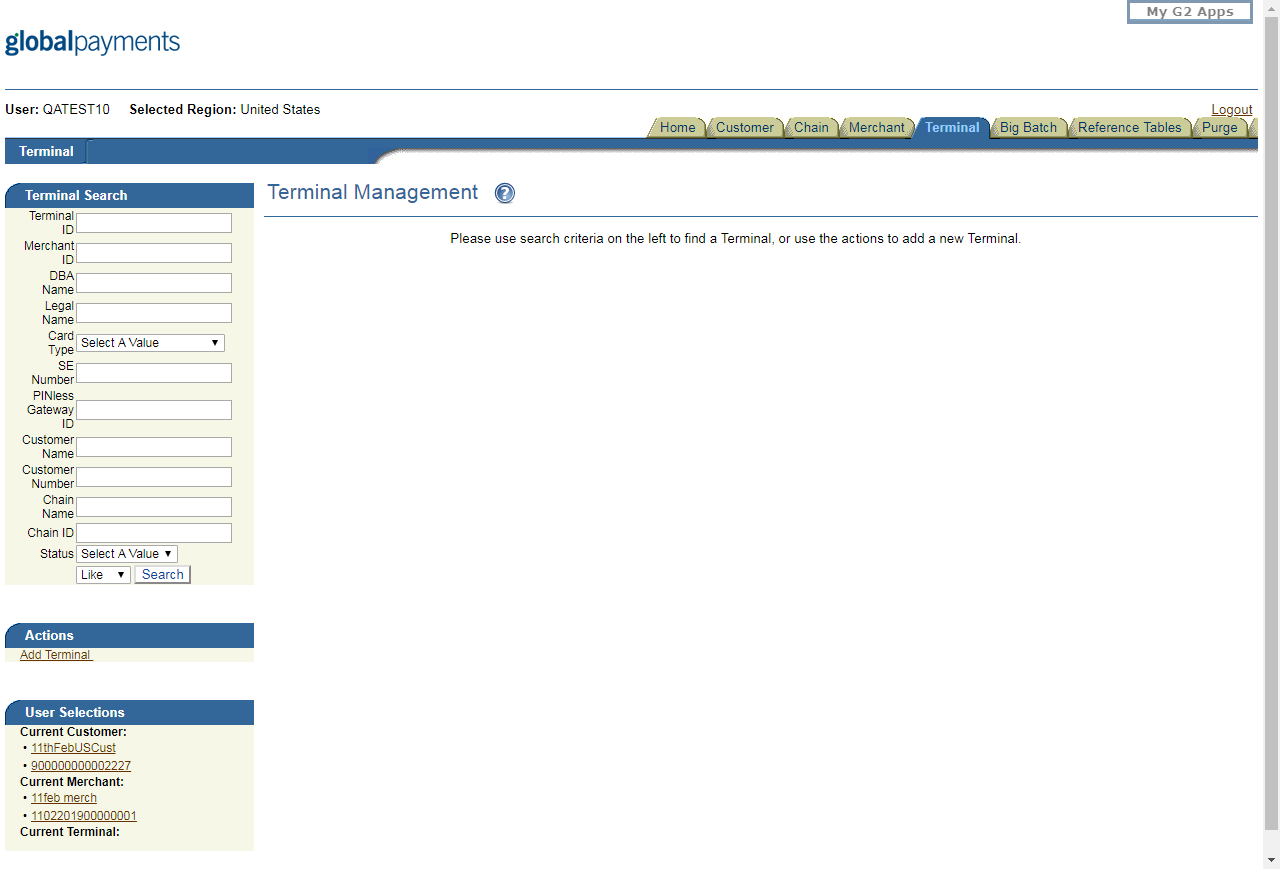 My G2 Apps
globalpayments
User: QATEST10 Selected Region: United States
Logout
Home Customer Chain Merchant Terminal Big Batch Reference Tables Purge
Terminal
Terminal Search
Terminal ID
Merchant ID
DBA Name
Legal Name
Card Type Select A Value
SE Number
PINless Gateway ID
Customer Name
Customer Number
Chain Name
Chain ID
Status Select A Value
Like Search
Terminal Management ?
Please use search criteria on the left to find a Terminal, or use the actions to add a new Terminal.
Actions
Add Terminal
User Selections
Current Customer:
• 11thFebUSCust
• 900000000002227
Current Merchant:
• 11feb merch
• 1102201900000001
Current Terminal: